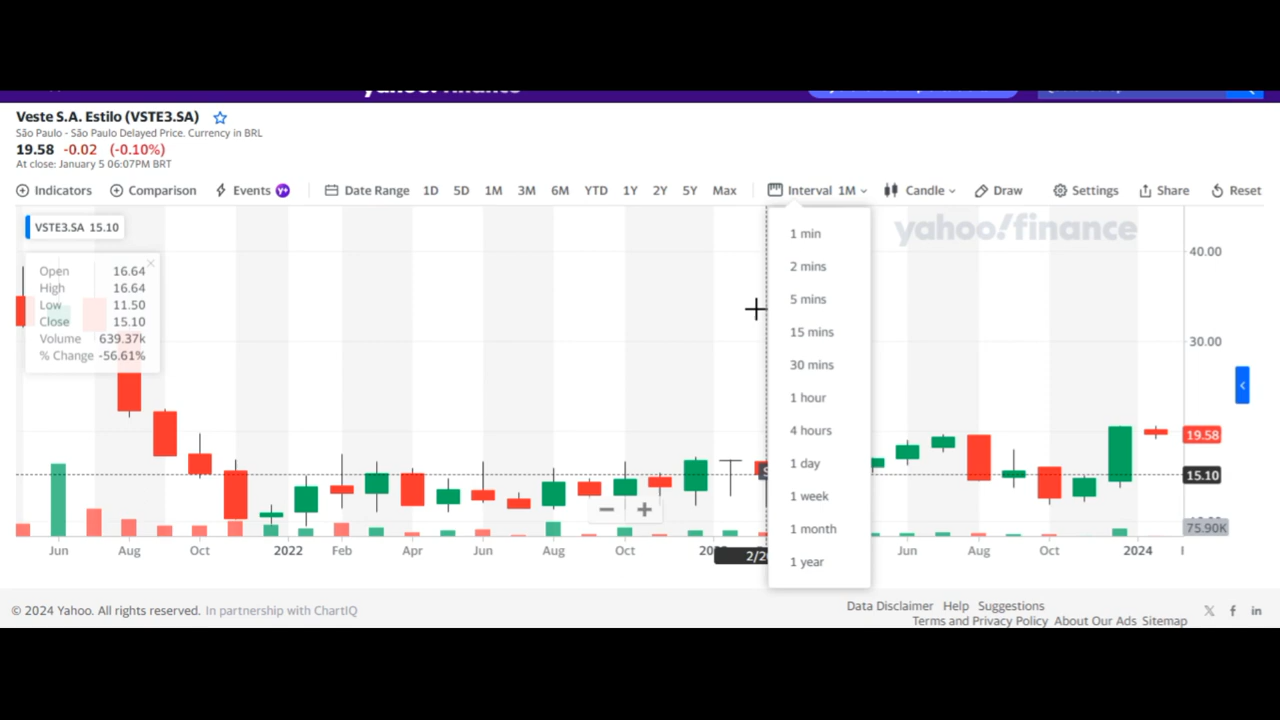 Veste S.A. Estilo (VSTE3.SA)
São Paulo - São Paulo Delayed Price. Currency in BRL
19.58 -0.02 (-0.10%)
At close: January 5 06:07PM BRT
Indicators Comparison Events Y+ Date Range 1D 5D 1M 3M 6M YTD 1Y 2Y 5Y Max Interval 1M Candle Draw Settings Share Reset
VSTE3.SA 15.10
yahoo!finance
Open 16.64
High 16.64
Low 11.50
Close 15.10
Volume 639.37k
% Change -56.61%
1 min
2 mins
5 mins
15 mins
30 mins
1 hour
4 hours
1 day
1 week
1 month
1 year
40.00
30.00
19.58
15.10
75.90K
Jun Aug Oct 2022 Feb Apr Jun Aug Oct Jun Aug Oct 2024
2/20
© 2024 Yahoo. All rights reserved. In partnership with ChartIQ
Data Disclaimer Help Suggestions
Terms and Privacy Policy About Our Ads Sitemap